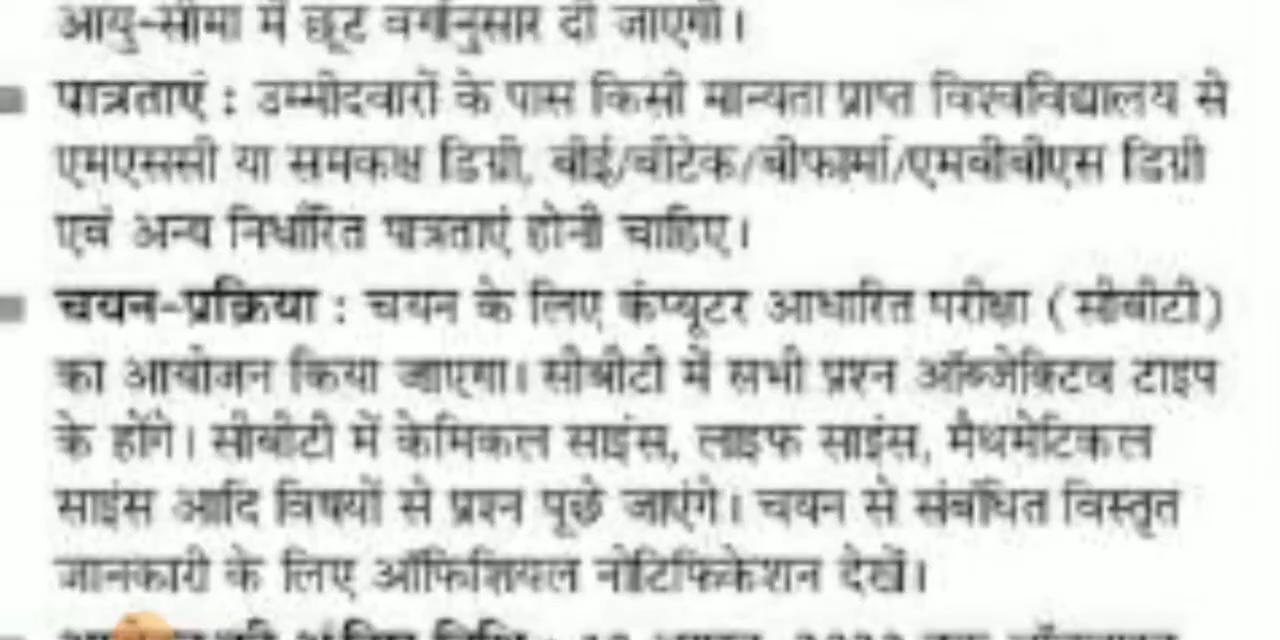 आयु-सीमा में छूट वर्गानुसार दी जाएगी।
पात्रताएं : उम्मीदवारों के पास किसी मान्यता प्राप्त विश्वविद्यालय से
एमएससी या समकक्ष डिग्री, बीई/बीटेक/बीफार्मा/एमबीबीएस डिग्री
एवं अन्य निर्धारित पात्रताएं होनी चाहिए।
चयन-प्रक्रिया : चयन के लिए कंप्यूटर आधारित परीक्षा (सीबीटी)
का आयोजन किया जाएगा। सीबीटी में सभी प्रश्न ऑब्जेक्टिव टाइप
के होंगे। सीबीटी में केमिकल साइंस, लाइफ साइंस, मैथमेटिकल
साइंस आदि विषयों से प्रश्न पूछे जाएंगे। चयन से संबंधित विस्तृत
जानकारी के लिए ऑफिशियल नोटिफिकेशन देखें।